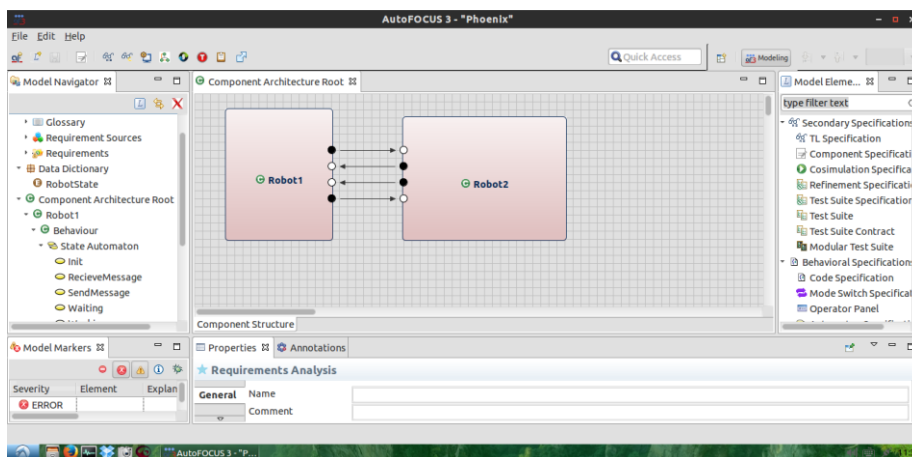 AutoFOCUS 3 - "Phoenix"
File Edit Help
Quick Access
Modeling
Model Navigator
Glossary
Requirement Sources
Requirements
Data Dictionary
RobotState
Component Architecture Root
Robot1
Behaviour
State Automaton
Init
RecieveMessage
SendMessage
Waiting
Component Architecture Root
Robot1
Robot2
Component Structure
Model Eleme...
type filter text
Secondary Specifications
TL Specification
Component Specificati
Cosimulation Specifica
Refinement Specificati
Test Suite Specification
Test Suite
Test Suite Contract
Modular Test Suite
Behavioral Specifications
Code Specification
Mode Switch Specificat
Operator Panel
Model Markers
Severity Element Explan
ERROR
Properties Annotations
Requirements Analysis
General Name
Comment
AutoFOCUS 3 - "P...